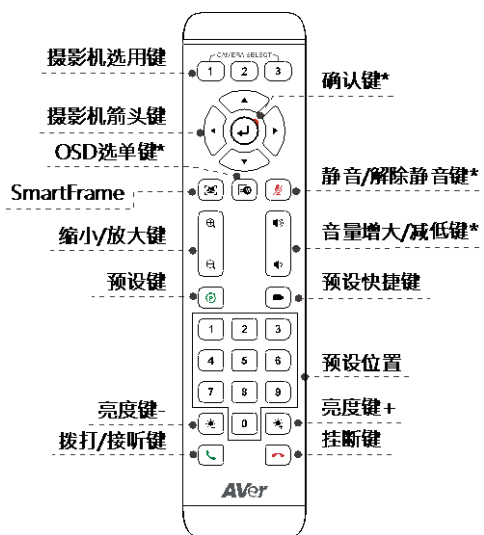 CAMERA SELECT
摄影机选用键
1 2 3
确认键*
摄影机箭头键
OSD选单键*
SmartFrame
静音/解除静音键*
缩小/放大键
音量增大/减低键*
预设键
预设快捷键
P
1 2 3
4 5 6
7 8 9
预设位置
亮度键-
0
亮度键+
拨打/接听键
挂断键
AVer